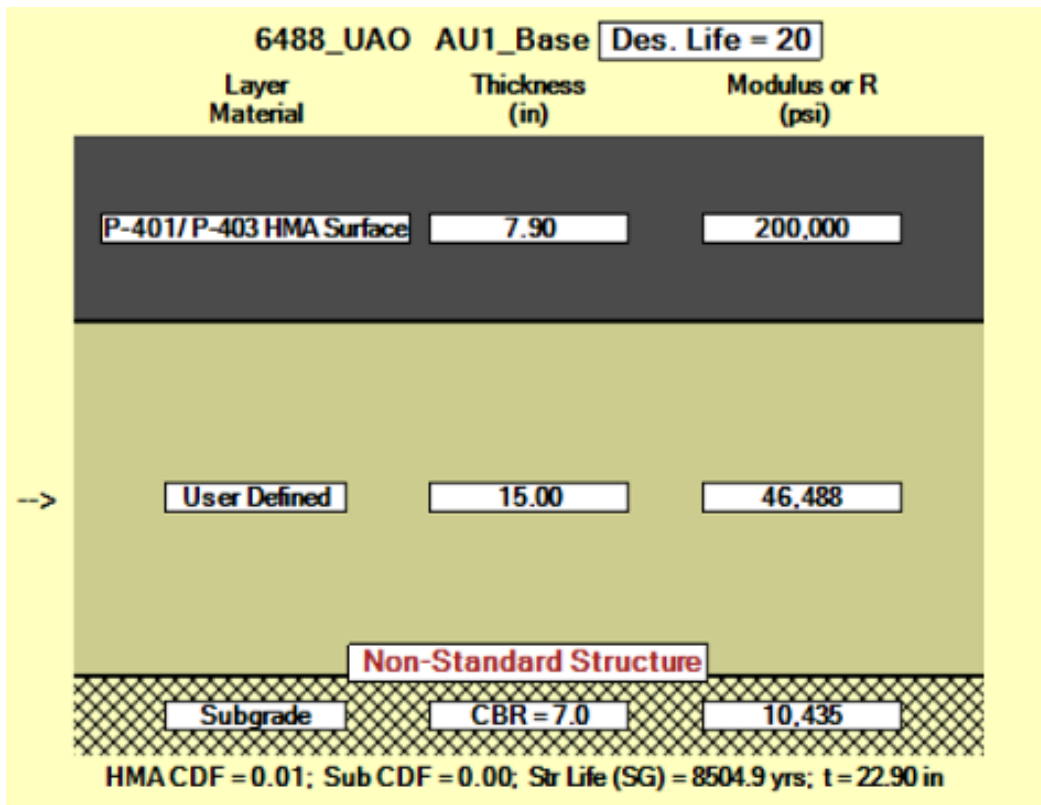 6488_UAO AU1_Base Des. Life = 20
Layer Material Thickness (in) Modulus or R (psi)
P-401/ P-403 HMA Surface 7.90 200,000
--> User Defined 15.00 46,488
Non-Standard Structure
Subgrade CBR = 7.0 10,435
HMA CDF = 0.01; Sub CDF = 0.00; Str Life (SG) = 8504.9 yrs; t = 22.90 in